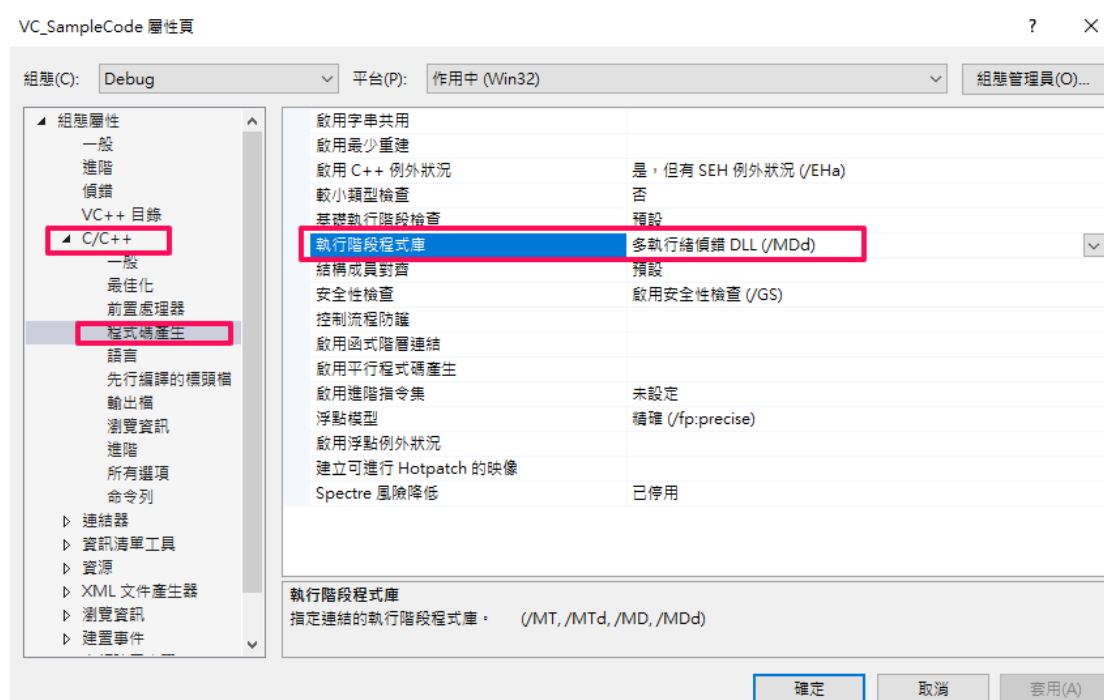 VC_SampleCode 屬性頁
?
組態(C):
Debug
平台(P):
作用中 (Win32)
組態管理員(O)...
組態屬性
一般
進階
偵錯
VC++ 目錄
C/C++
一般
最佳化
前置處理器
程式碼產生
語言
先行編譯的標頭檔
輸出檔
瀏覽資訊
進階
所有選項
命令列
連結器
資訊清單工具
資源
XML 文件產生器
瀏覽資訊
建置事件
啟用字串共用
啟用最少重建
啟用 C++ 例外狀況 是，但有 SEH 例外狀況 (/EHa)
較小類型檢查 否
基礎執行階段檢查 預設
執行階段程式庫 多執行緒偵錯 DLL (/MDd)
結構成員對齊 預設
安全性檢查 啟用安全性檢查 (/GS)
控制流程防護
啟用函式階層連結
啟用平行程式碼產生
啟用進階指令集 未設定
浮點模型 精確 (/fp:precise)
啟用浮點例外狀況
建立可進行 Hotpatch 的映像
Spectre 風險降低 已停用
執行階段程式庫
指定連結的執行階段程式庫。 (/MT, /MTd, /MD, /MDd)
確定
取消
套用(A)